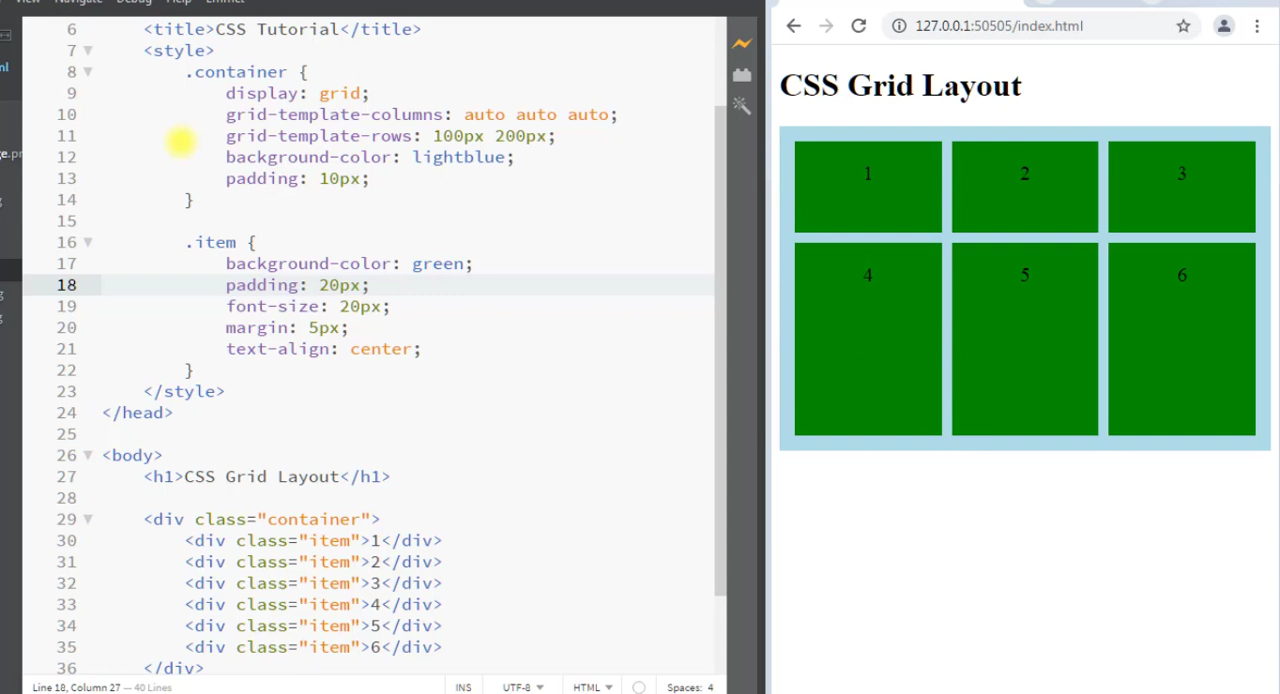 View Navigate Debug Help Emmet
6 <title>CSS Tutorial</title>
7 <style>
8 .container {
9 display: grid;
10 grid-template-columns: auto auto auto;
11 grid-template-rows: 100px 200px;
12 background-color: lightblue;
13 padding: 10px;
14 }
15
16 .item {
17 background-color: green;
18 padding: 20px;
19 font-size: 20px;
20 margin: 5px;
21 text-align: center;
22 }
23 </style>
24 </head>
25
26 <body>
27 <h1>CSS Grid Layout</h1>
28
29 <div class="container">
30 <div class="item">1</div>
31 <div class="item">2</div>
32 <div class="item">3</div>
33 <div class="item">4</div>
34 <div class="item">5</div>
35 <div class="item">6</div>
36 </div>
Line 18, Column 27 — 40 Lines
INS UTF-8 HTML Spaces: 4
127.0.0.1:50505/index.html
CSS Grid Layout
1 2 3
4 5 6